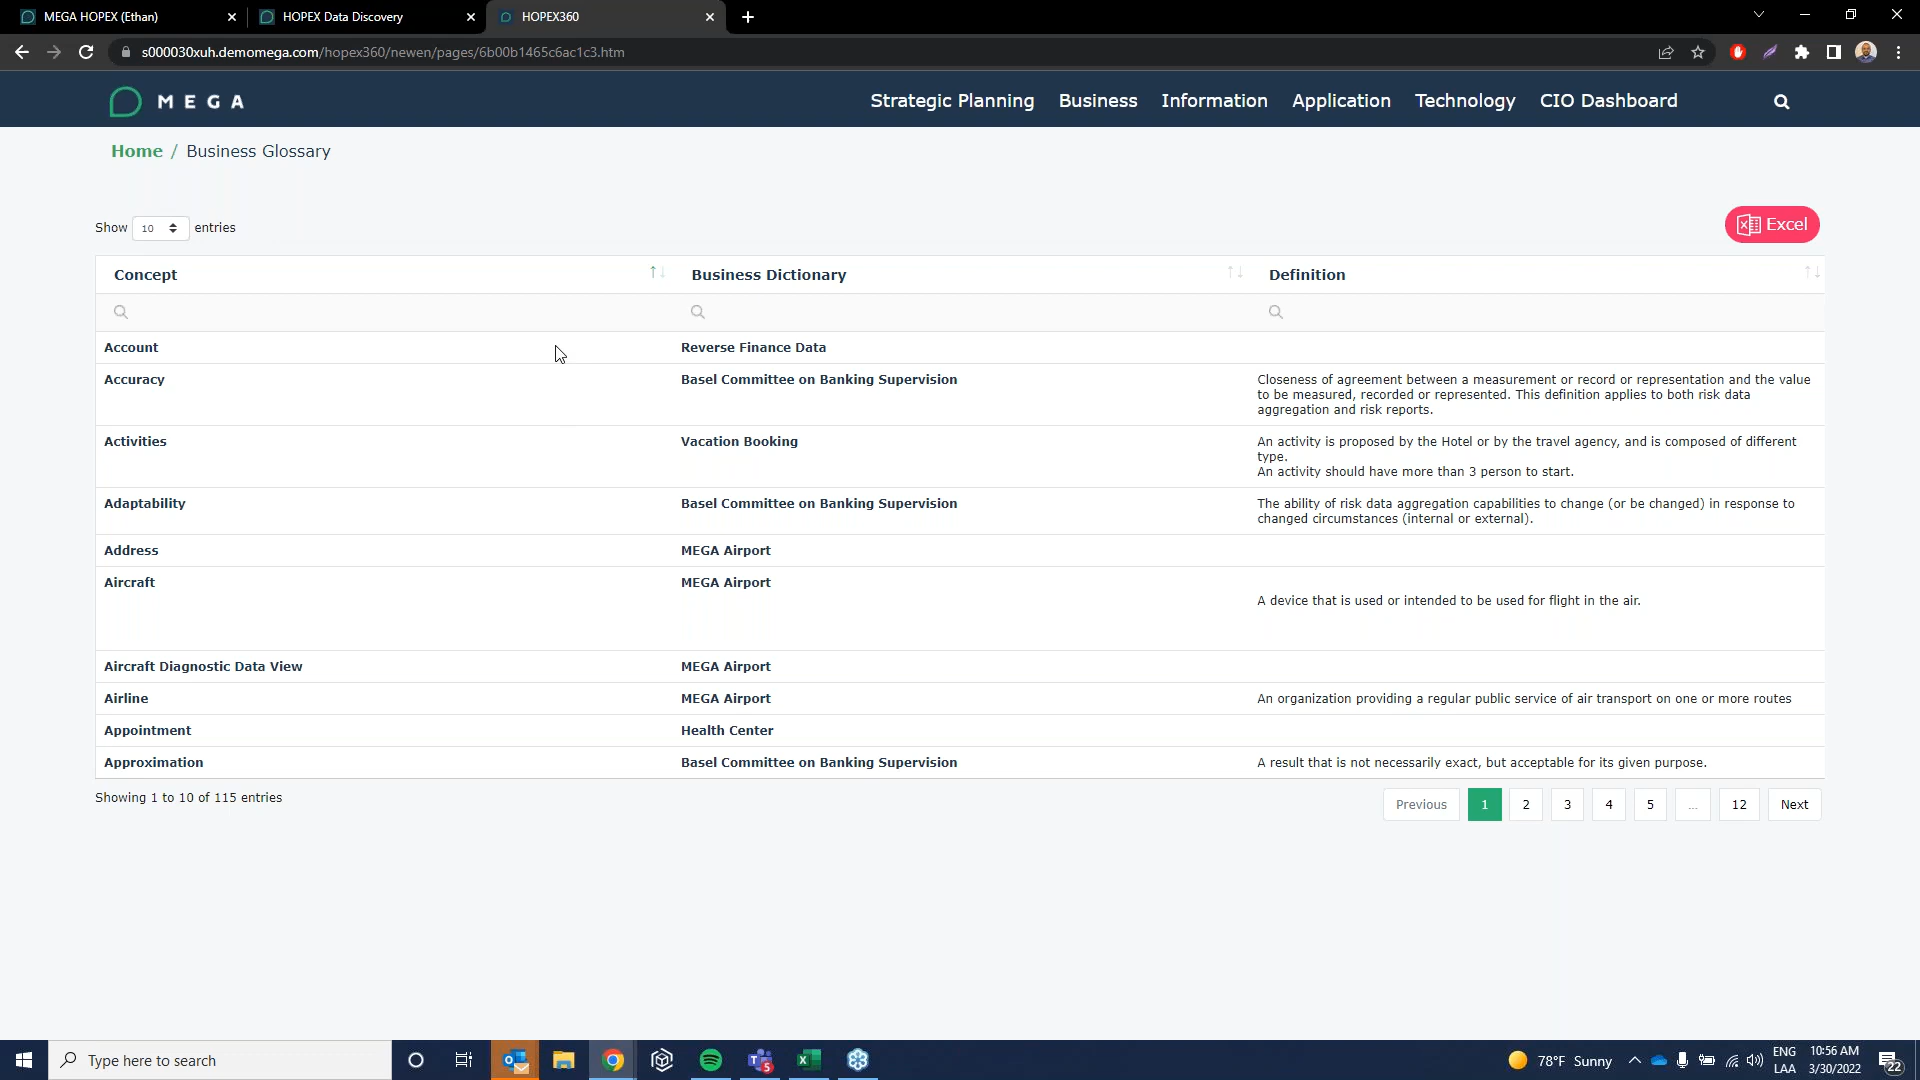 MEGA HOPEX (Ethan)
HOPEX Data Discovery
HOPEX360
s000030xuh.demomega.com/hopex360/newen/pages/6b00b1465c6ac1c3.htm
MEGA
Strategic Planning
Business
Information
Application
Technology
CIO Dashboard
Home / Business Glossary
Show 10 entries
Excel
Concept
Business Dictionary
Definition
Account
Reverse Finance Data
Accuracy
Basel Committee on Banking Supervision
Closeness of agreement between a measurement or record or representation and the value
to be measured, recorded or represented. This definition applies to both risk data
aggregation and risk reports.
Activities
Vacation Booking
An activity is proposed by the Hotel or by the travel agency, and is composed of different
type.
An activity should have more than 3 person to start.
Adaptability
Basel Committee on Banking Supervision
The ability of risk data aggregation capabilities to change (or be changed) in response to
changed circumstances (internal or external).
Address
MEGA Airport
Aircraft
MEGA Airport
A device that is used or intended to be used for flight in the air.
Aircraft Diagnostic Data View
MEGA Airport
Airline
MEGA Airport
An organization providing a regular public service of air transport on one or more routes
Appointment
Health Center
Approximation
Basel Committee on Banking Supervision
A result that is not necessarily exact, but acceptable for its given purpose.
Showing 1 to 10 of 115 entries
Previous 1 2 3 4 5 ... 12 Next
Type here to search
5
78°F Sunny
ENG
LAA
10:56 AM
3/30/2022
22